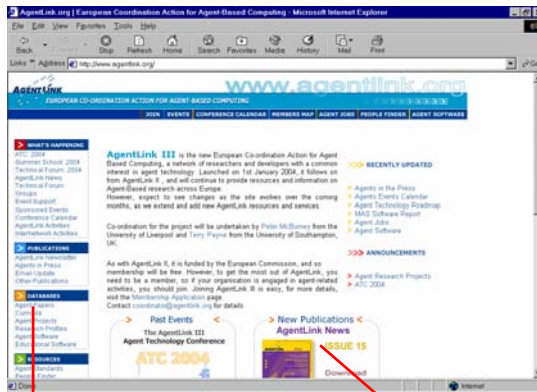 AgentLink.org | European Coordination Action for Agent-Based Computing - Microsoft Internet Explorer
File Edit View Favorites Tools Help
Back Stop Refresh Home Search Favorites Media History Mail Print
Links Address http://www.agentlink.org/
AGENTLINK
www.agentlink.org
EUROPEAN CO-ORDINATION ACTION FOR AGENT-BASED COMPUTING
JOIN | EVENTS | CONFERENCE CALENDAR | MEMBERS MAP | AGENT JOBS | PEOPLE FINDER | AGENT SOFTWARE
WHAT'S HAPPENING
ATC 2004
Summer School 2004
Technical Forum 2004
AgentLink News
Technical Forum
Groups
Event Support
Sponsored Events
Conference Calendar
AgentLink Activities
InterNetwork Activities
PUBLICATIONS
AgentLink Newsletter
Agents in Press
Email Update
Other Publications
DATABASES
Agent Papers
Curricula
Agent Projects
Research Profiles
Agent Software
Educational Software
RESOURCES
Agent Standards
People Finder
AgentLink III is the new European Co-ordination Action for Agent
Based Computing, a network of researchers and developers with a common
interest in agent technology. Launched on 1st January 2004, it follows on
from AgentLink II , and will continue to provide resources and information on
Agent-Based research across Europe.
However, expect to see changes as the site evolves over the coming
months, as we extend and add new AgentLink resources and services.
Co-ordination for the project will be undertaken by Peter McBurney from the
University of Liverpool and Terry Payne from the University of Southampton,
UK.
As with AgentLink II, it is funded by the European Commission, and so
membership will be free. However, to get the most out of AgentLink, you
need to be a member, so if your organisation is engaged in agent-related
activities, you should join. Joining AgentLink III is easy, for more details,
visit the Membership Application page.
Contact coordinator@agentlink.org for details.
> Past Events <
The AgentLink III
Agent Technology Conference
ATC 2004
> New Publications <
AgentLink News
ISSUE 15
Download
>>> RECENTLY UPDATED
> Agents in the Press
> Agents Events Calendar
> Agent Technology Roadmap
> MAS Software Report
> Agent Jobs
> Agent Software
>>> ANNOUNCEMENTS
> Agent Research Projects
> ATC 2004
Done
Internet